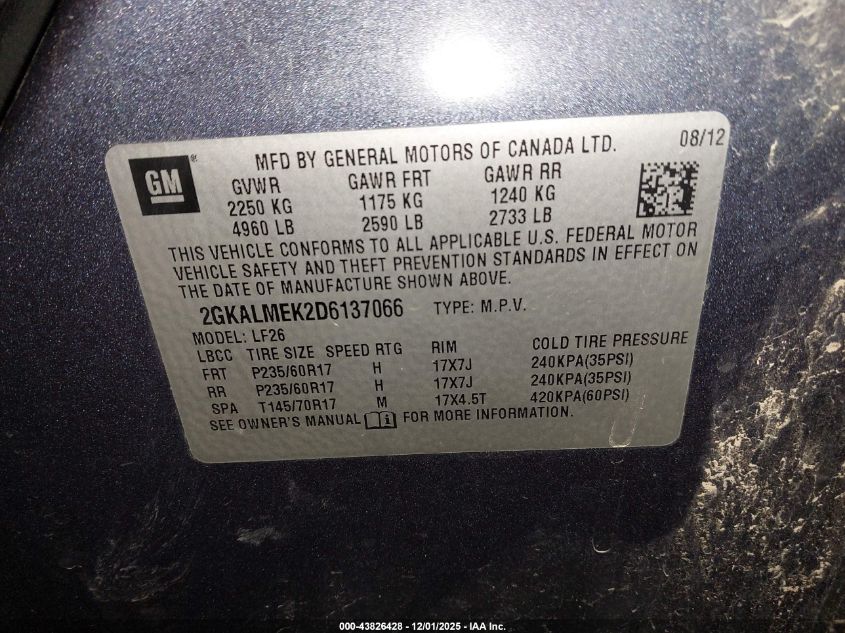 MFD BY GENERAL MOTORS OF CANADA LTD. 08/12
GM®
GVWR GAWR FRT GAWR RR
2250 KG 1175 KG 1240 KG
4960 LB 2590 LB 2733 LB
THIS VEHICLE CONFORMS TO ALL APPLICABLE U.S. FEDERAL MOTOR
VEHICLE SAFETY AND THEFT PREVENTION STANDARDS IN EFFECT ON
THE DATE OF MANUFACTURE SHOWN ABOVE.
2GKALMEK2D6137066 TYPE: M.P.V.
MODEL: LF26
LBCC TIRE SIZE SPEED RTG RIM COLD TIRE PRESSURE
FRT P235/60R17 H 17X7J 240KPA(35PSI)
RR P235/60R17 H 17X7J 240KPA(35PSI)
SPA T145/70R17 M 17X4.5T 420KPA(60PSI)
SEE OWNER'S MANUAL i FOR MORE INFORMATION.
000-43826428 - 12/01/2025 - IAA Inc.